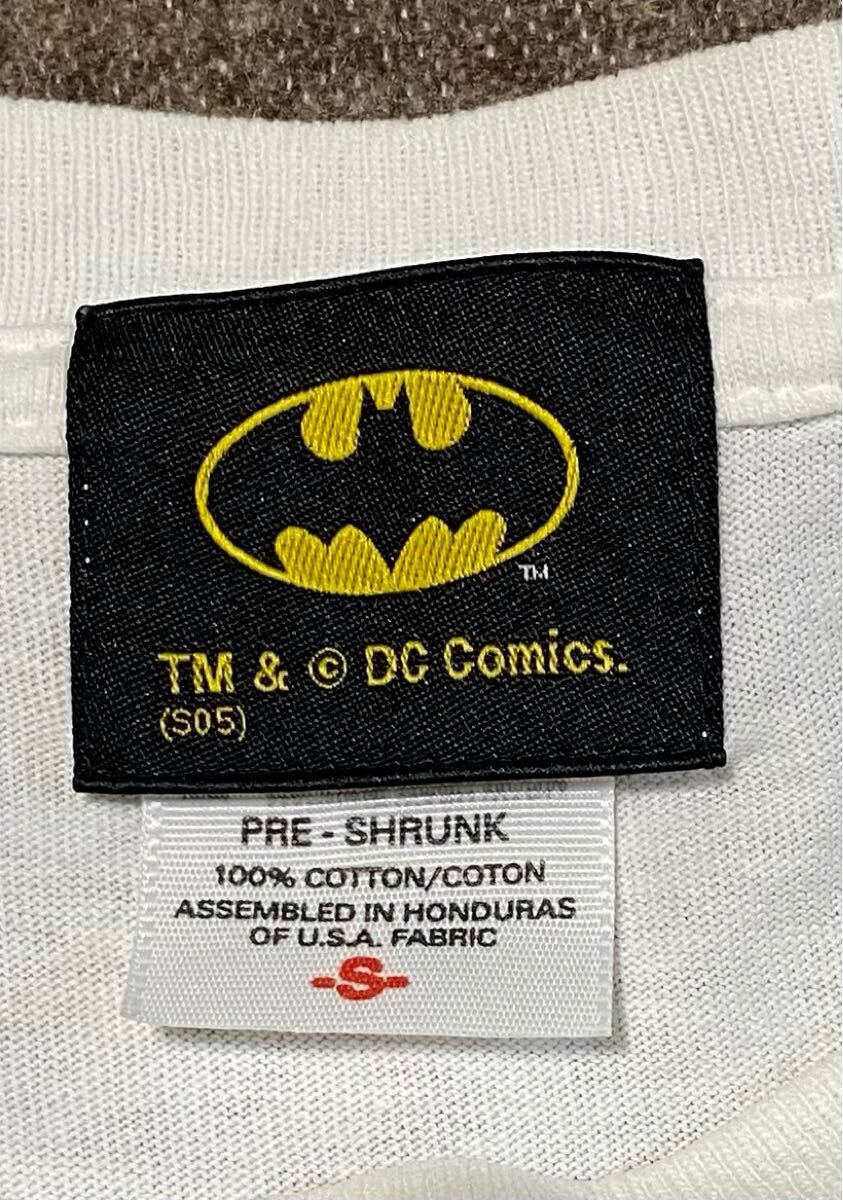 TM
TM & © DC Comics.
(S05)
PRE - SHRUNK
100% COTTON/COTON
ASSEMBLED IN HONDURAS
OF U.S.A. FABRIC
-S-